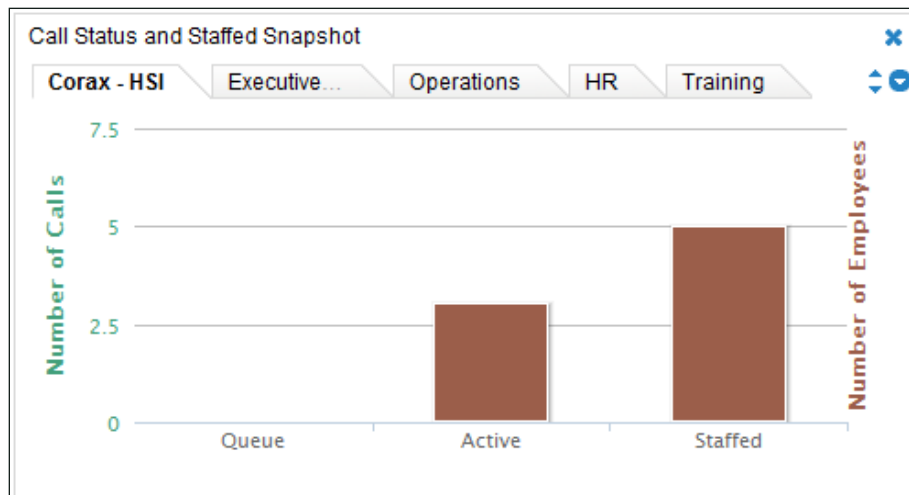 Call Status and Staffed Snapshot
Corax - HSI
Executive...
Operations
HR
Training
7.5
5
2.5
0
Number of Calls
Number of Employees
Queue
Active
Staffed